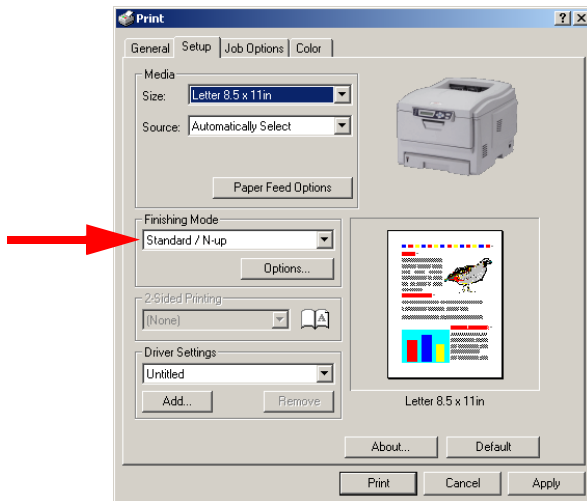 Print
General Setup Job Options Color
Media
Size: Letter 8.5 x 11in
Source: Automatically Select
Paper Feed Options
Finishing Mode
Standard / N-up
Options...
2-Sided Printing
(None)
A
Driver Settings
Untitled
Add... Remove
Letter 8.5 x 11in
About... Default
Print Cancel Apply